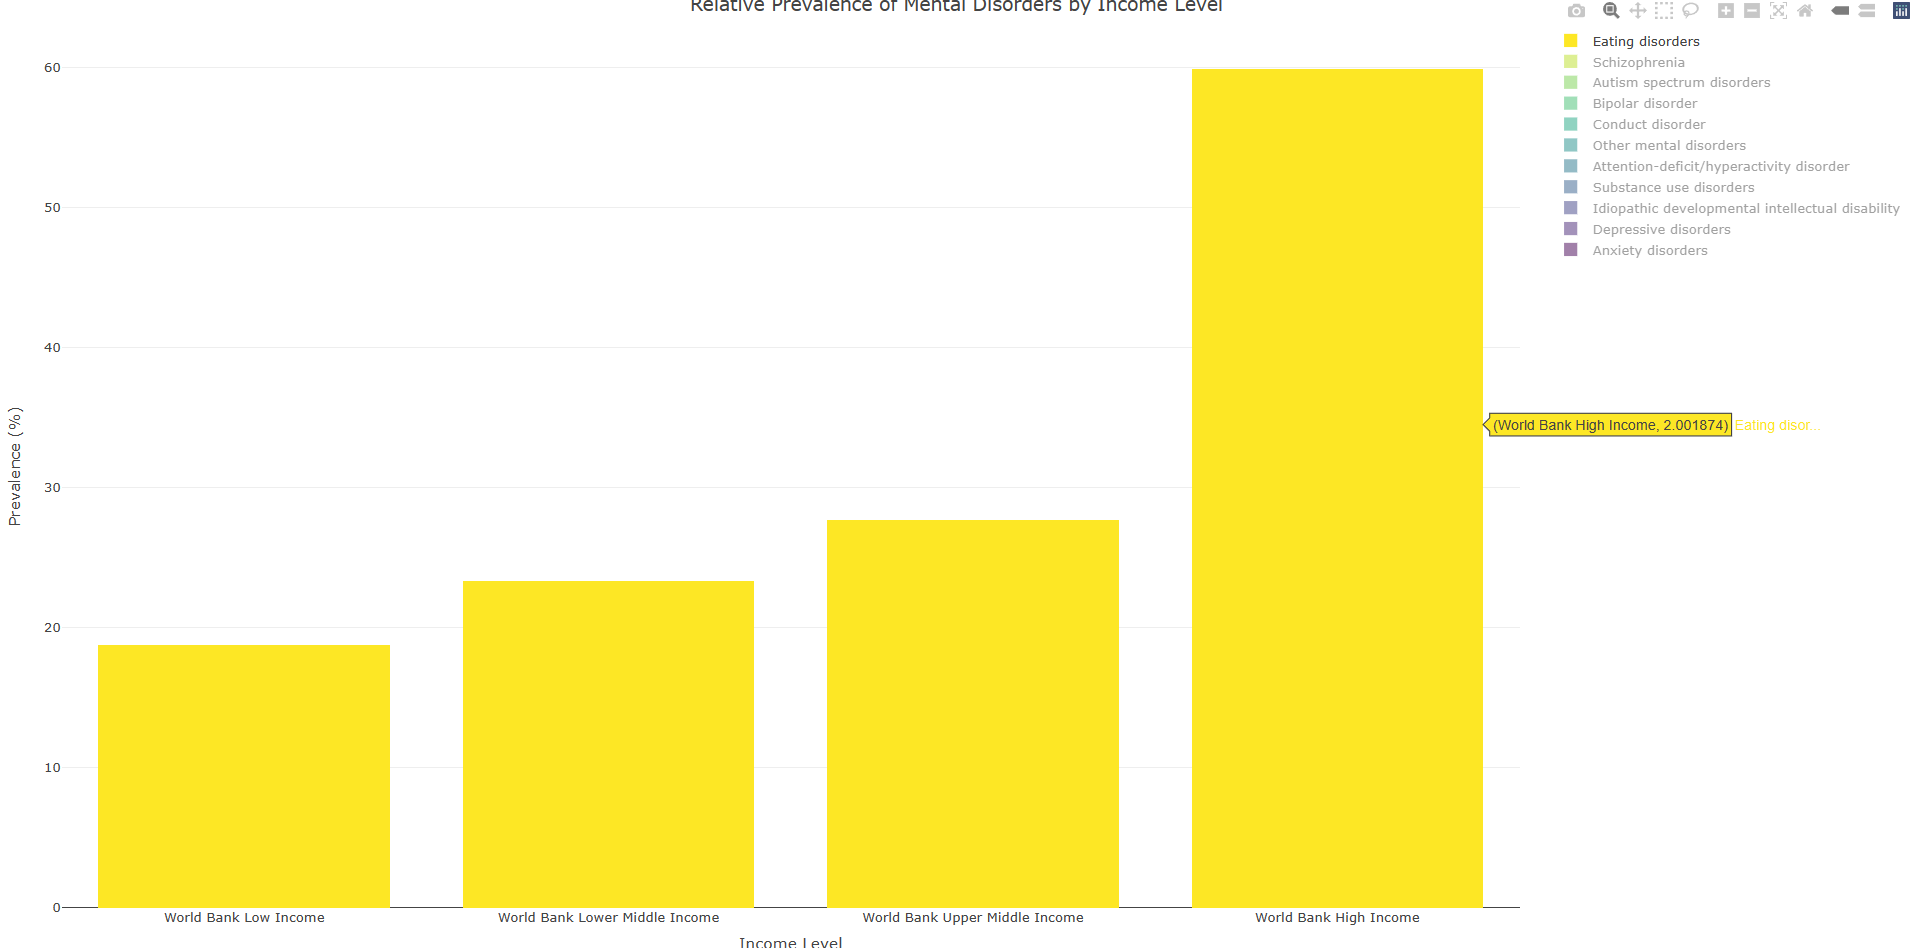 Relative Prevalence of Mental Disorders by Income Level
Eating disorders
Schizophrenia
Autism spectrum disorders
Bipolar disorder
Conduct disorder
Other mental disorders
Attention-deficit/hyperactivity disorder
Substance use disorders
Idiopathic developmental intellectual disability
Depressive disorders
Anxiety disorders
60
50
40
30
20
10
0
Prevalence (%)
(World Bank High Income, 2.001874) Eating disor...
World Bank Low Income
World Bank Lower Middle Income
World Bank Upper Middle Income
World Bank High Income
Income Level